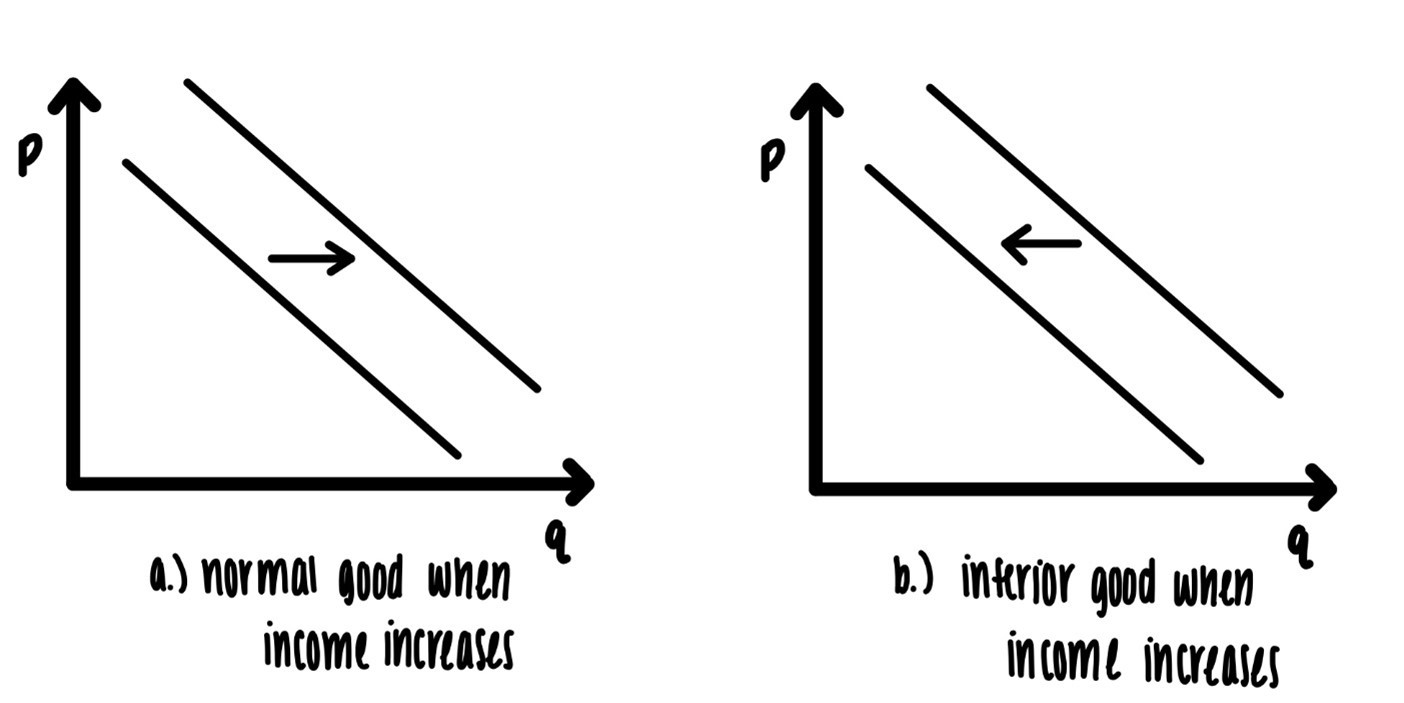 p
q
a.) normal good when
income increases
p
q
b.) inferior good when
income increases